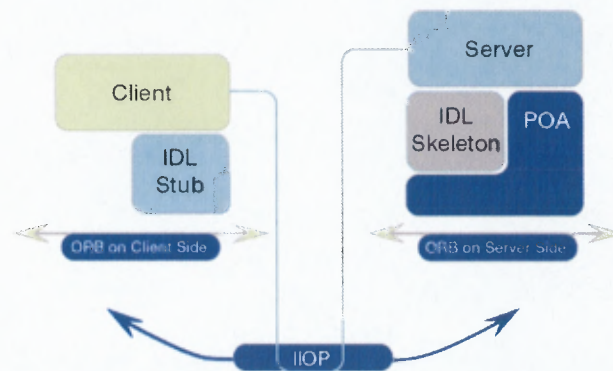 Client
IDL
Stub
ORB on Client Side
Server
IDL
Skeleton
POA
ORB on Server Side
IIOP